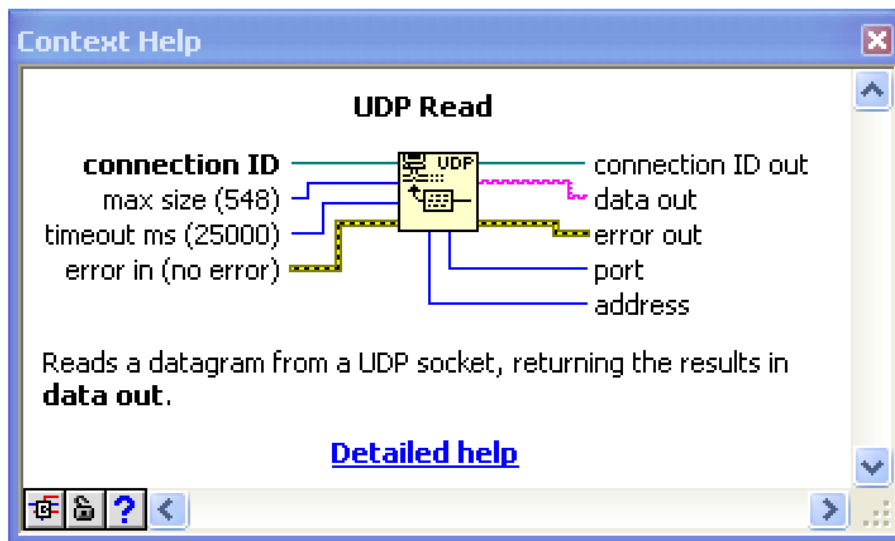 Context Help
UDP Read
connection ID
max size (548)
timeout ms (25000)
error in (no error)
UDP
connection ID out
data out
error out
port
address
Reads a datagram from a UDP socket, returning the results in
data out.
Detailed help
?